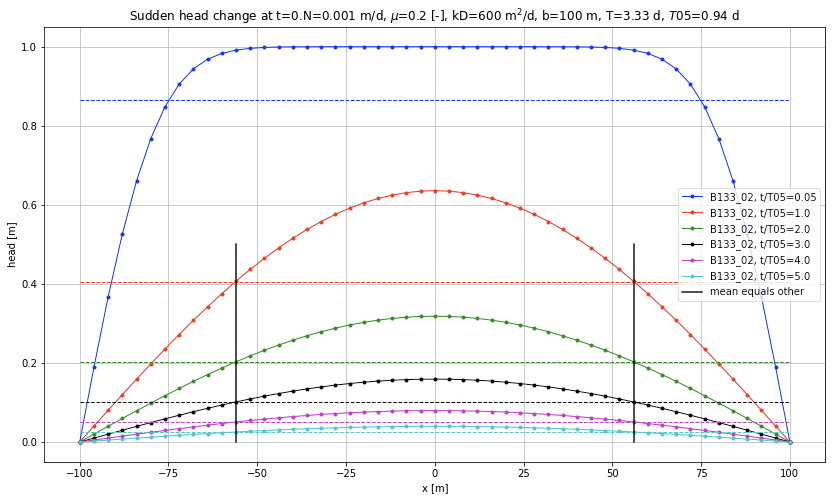 Sudden head change at t=0.N=0.001 m/d, μ=0.2 [-], kD=600 m²/d, b=100 m, T=3.33 d, T05=0.94 d
1.0
0.8
0.6
0.4
0.2
0.0
head [m]
B133_02, t/T05=0.05
B133_02, t/T05=1.0
B133_02, t/T05=2.0
B133_02, t/T05=3.0
B133_02, t/T05=4.0
B133_02, t/T05=5.0
mean equals other
−100 −75 −50 −25 0 25 50 75 100
x [m]